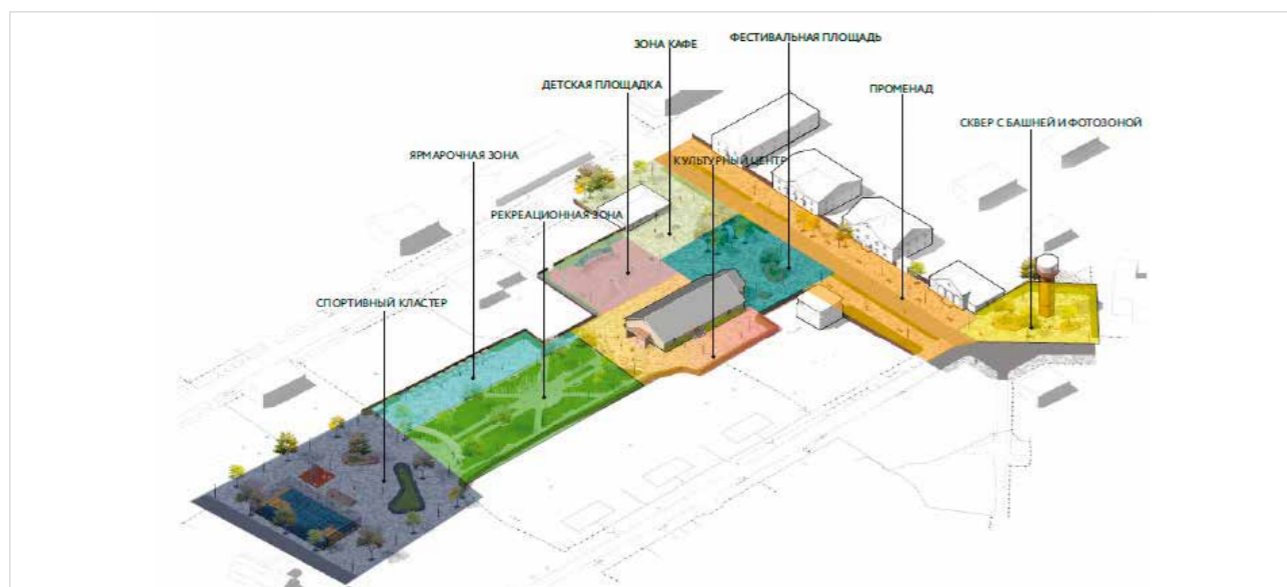 ЗОНА КАФЕ
ФЕСТИВАЛЬНАЯ ПЛОЩАДЬ
ДЕТСКАЯ ПЛОЩАДКА
ПРОМЕНАД
СКВЕР С БАШНЕЙ И ФОТОЗОНОЙ
ЯРМАРОЧНАЯ ЗОНА
КУЛЬТУРНЫЙ ЦЕНТР
РЕКРЕАЦИОННАЯ ЗОНА
СПОРТИВНЫЙ КЛАСТЕР